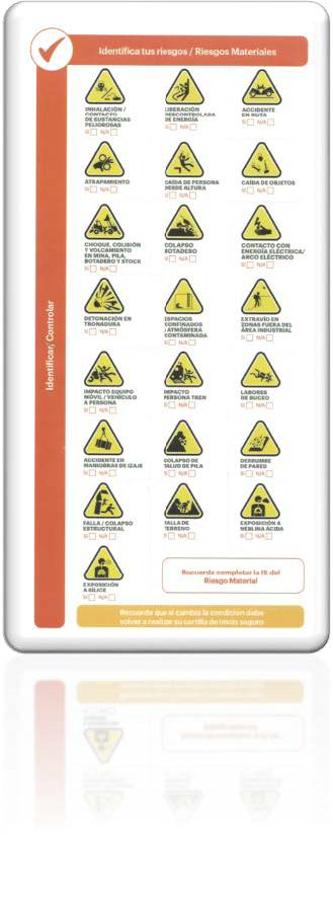 Identifica tus riesgos / Riesgos Materiales
Identificar, Controlar
INHALACIÓN /
CONTACTO
DE SUSTANCIAS
PELIGROSAS
SI N/A
LIBERACIÓN
DESCONTROLADA
DE ENERGÍA
SI N/A
ACCIDENTE
EN RUTA
SI N/A
ATRAPAMIENTO
SI N/A
CAÍDA DE PERSONA
DESDE ALTURA
SI N/A
CAÍDA DE OBJETOS
SI N/A
CHOQUE, COLISIÓN
Y VOLCAMIENTO
EN MINA, PILA,
BOTADERO Y STOCK
SI N/A
COLAPSO
BOTADERO
SI N/A
CONTACTO CON
ENERGÍA ELÉCTRICA/
ARCO ELÉCTRICO
SI N/A
DETONACIÓN EN
TRONADURA
SI N/A
ESPACIOS
CONFINADOS
/ ATMÓSFERA
CONTAMINADA
SI N/A
EXTRAVÍO EN
ZONAS FUERA DEL
ÁREA INDUSTRIAL
SI N/A
IMPACTO EQUIPO
MÓVIL / VEHÍCULO
A PERSONA
SI N/A
IMPACTO
PERSONA TREN
SI N/A
LABORES
DE BUCEO
SI N/A
ACCIDENTE EN
MANIOBRAS DE IZAJE
SI N/A
COLAPSO DE
TALUD DE PILA
SI N/A
DERRUMBE
DE PARED
SI N/A
FALLA / COLAPSO
ESTRUCTURAL
SI N/A
FALLA DE
TERRENO
SI N/A
EXPOSICIÓN A
NEBLINA ÁCIDA
SI N/A
EXPOSICIÓN
A SÍLICE
SI N/A
Recuerda completar la IS del
Riesgo Material
Recuerda que si cambia la condición debe
volver a realizar su cartilla de inicio seguro